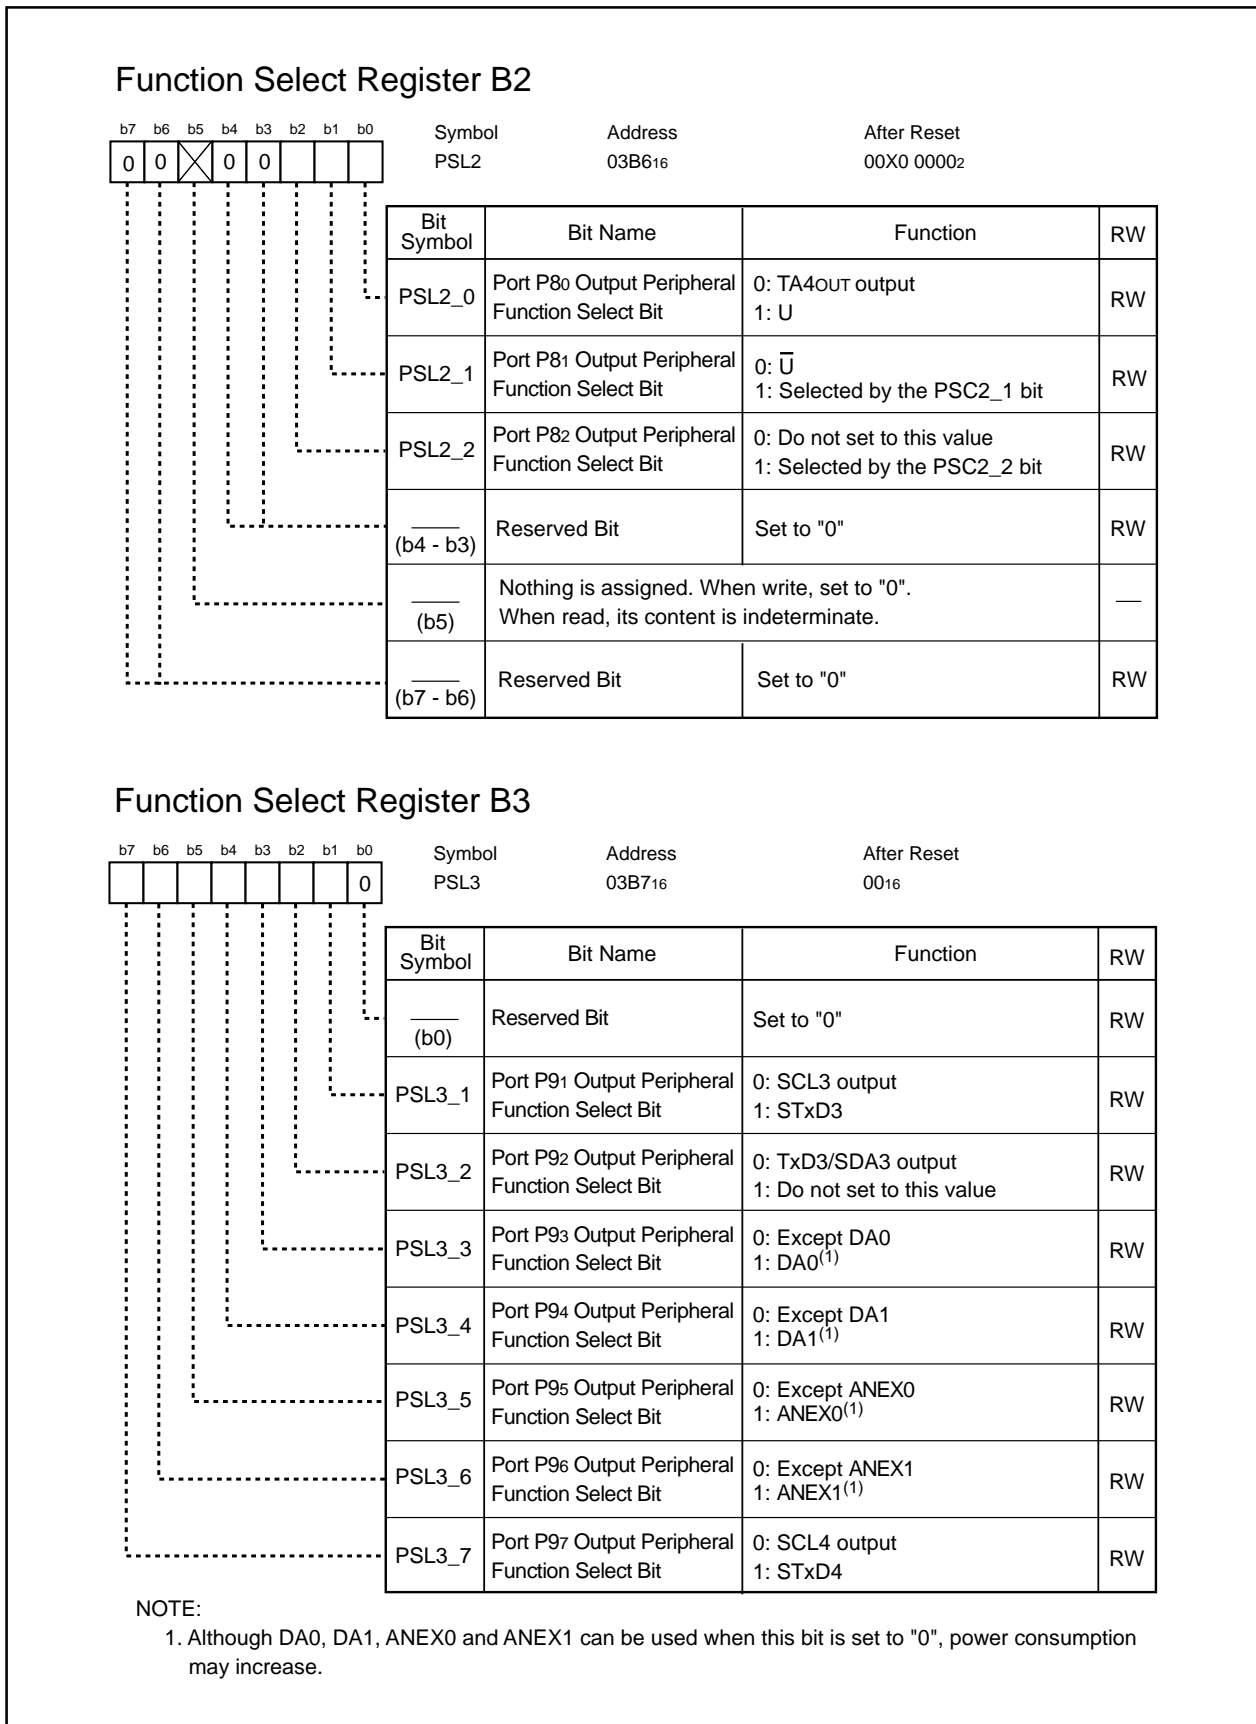 Function Select Register B2
b7 b6 b5 b4 b3 b2 b1 b0
Symbol Address After Reset
0 0 0 0
PSL2 03B616 00X0 00002
Bit Symbol Bit Name Function RW
PSL2_0 Port P80 Output Peripheral Function Select Bit 0: TA4OUT output
1: U RW
PSL2_1 Port P81 Output Peripheral Function Select Bit 0: U̅
1: Selected by the PSC2_1 bit RW
PSL2_2 Port P82 Output Peripheral Function Select Bit 0: Do not set to this value
1: Selected by the PSC2_2 bit RW
(b4 - b3) Reserved Bit Set to "0" RW
(b5) Nothing is assigned. When write, set to "0".
When read, its content is indeterminate. —
(b7 - b6) Reserved Bit Set to "0" RW
Function Select Register B3
b7 b6 b5 b4 b3 b2 b1 b0
Symbol Address After Reset
0
PSL3 03B716 0016
Bit Symbol Bit Name Function RW
(b0) Reserved Bit Set to "0" RW
PSL3_1 Port P91 Output Peripheral Function Select Bit 0: SCL3 output
1: STxD3 RW
PSL3_2 Port P92 Output Peripheral Function Select Bit 0: TxD3/SDA3 output
1: Do not set to this value RW
PSL3_3 Port P93 Output Peripheral Function Select Bit 0: Except DA0
1: DA0(1) RW
PSL3_4 Port P94 Output Peripheral Function Select Bit 0: Except DA1
1: DA1(1) RW
PSL3_5 Port P95 Output Peripheral Function Select Bit 0: Except ANEX0
1: ANEX0(1) RW
PSL3_6 Port P96 Output Peripheral Function Select Bit 0: Except ANEX1
1: ANEX1(1) RW
PSL3_7 Port P97 Output Peripheral Function Select Bit 0: SCL4 output
1: STxD4 RW
NOTE:
1. Although DA0, DA1, ANEX0 and ANEX1 can be used when this bit is set to "0", power consumption
may increase.